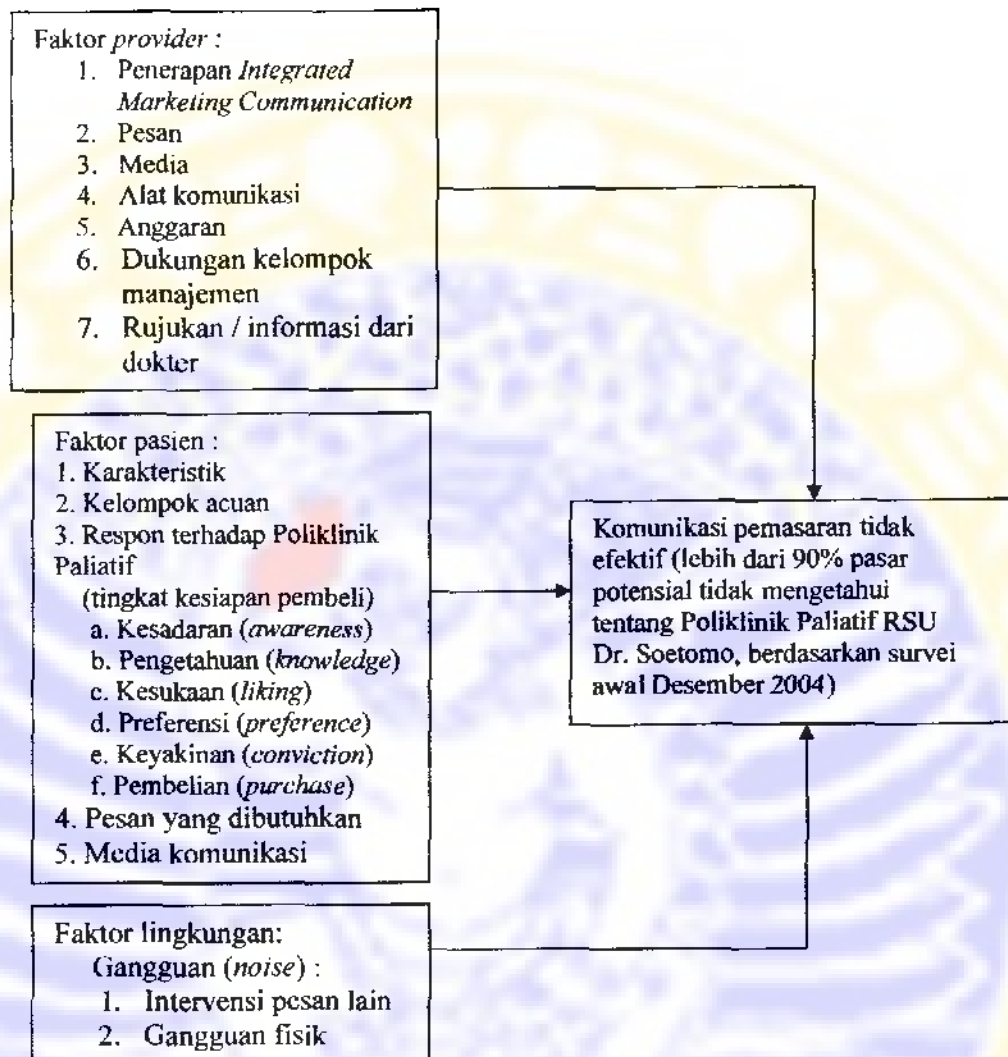 Faktor provider :
1. Penerapan Integrated
Marketing Communication
2. Pesan
3. Media
4. Alat komunikasi
5. Anggaran
6. Dukungan kelompok
manajemen
7. Rujukan / informasi dari
dokter
Faktor pasien :
1. Karakteristik
2. Kelompok acuan
3. Respon terhadap Poliklinik
Paliatif
(tingkat kesiapan pembeli)
a. Kesadaran (awareness)
b. Pengetahuan (knowledge)
c. Kesukaan (liking)
d. Preferensi (preference)
e. Keyakinan (conviction)
f. Pembelian (purchase)
4. Pesan yang dibutuhkan
5. Media komunikasi
Komunikasi pemasaran tidak
efektif (lebih dari 90% pasar
potensial tidak mengetahui
tentang Poliklinik Paliatif RSU
Dr. Soetomo, berdasarkan survei
awal Desember 2004)
Faktor lingkungan:
Gangguan (noise) :
1. Intervensi pesan lain
2. Gangguan fisik